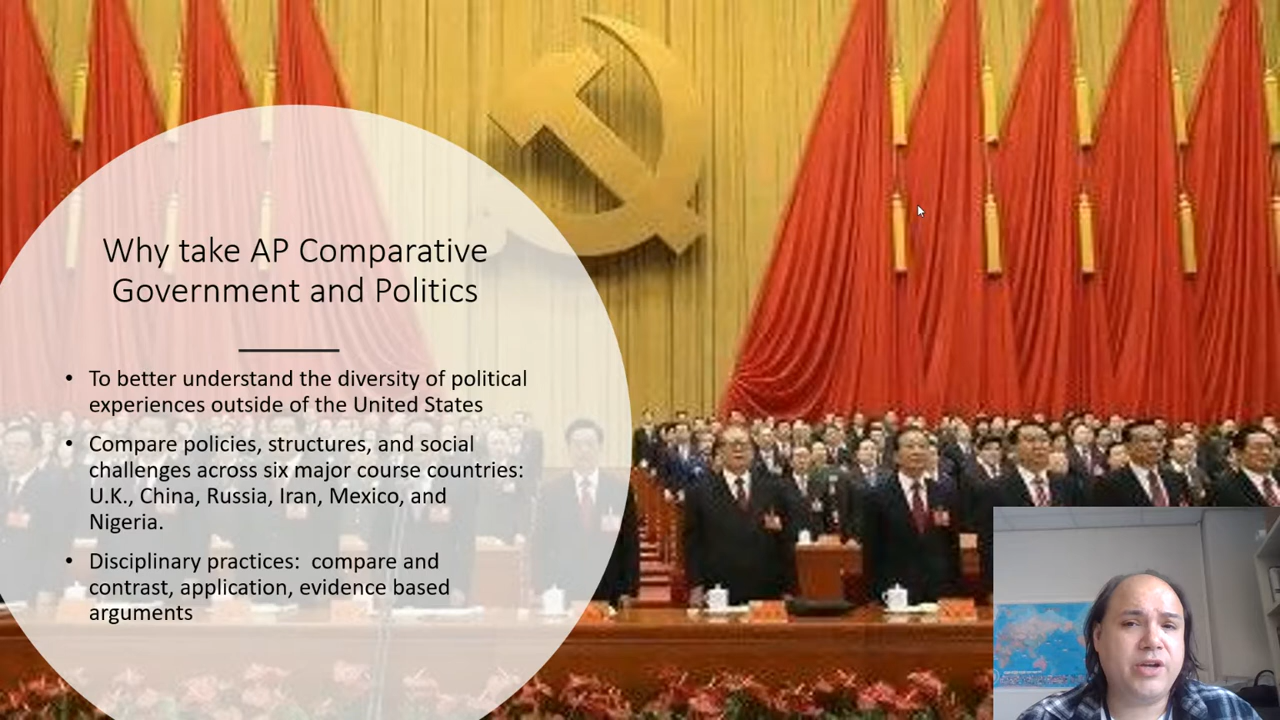 Why take AP Comparative
Government and Politics
• To better understand the diversity of political
experiences outside of the United States
• Compare policies, structures, and social
challenges across six major course countries:
U.K., China, Russia, Iran, Mexico, and
Nigeria.
• Disciplinary practices:  compare and
contrast, application, evidence based
arguments